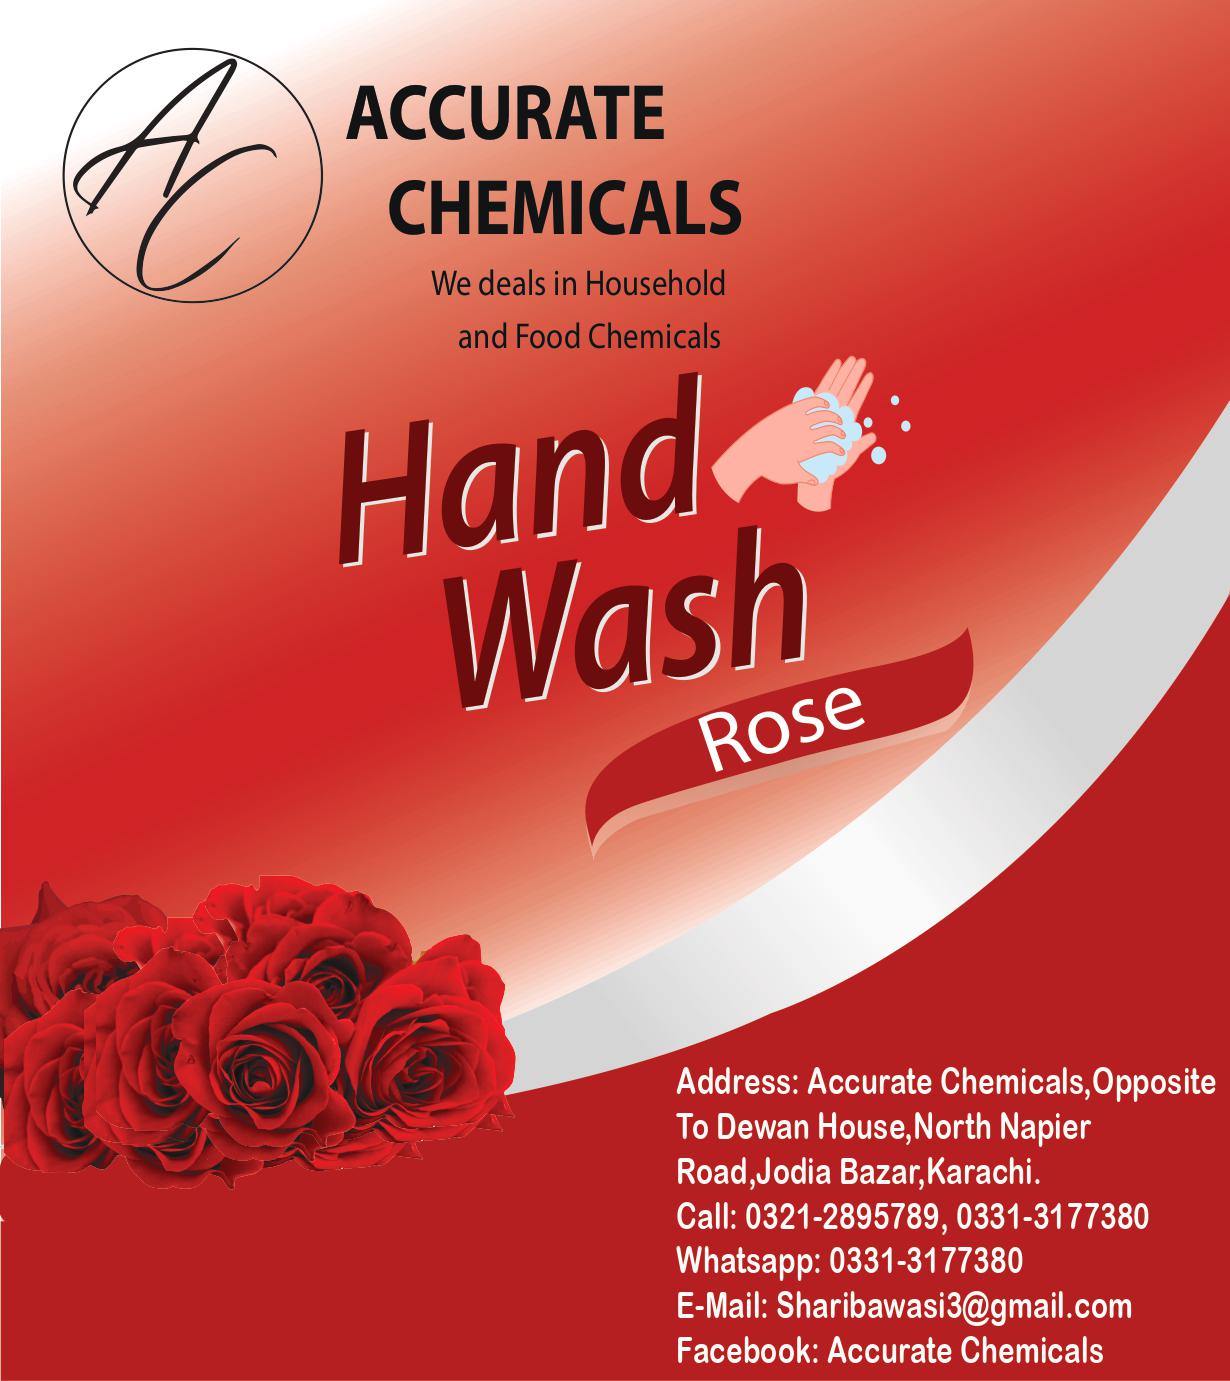 AC
ACCURATE
CHEMICALS
We deals in Household
and Food Chemicals
Hand
Wash
Rose
Address: Accurate Chemicals,Opposite
To Dewan House,North Napier
Road,Jodia Bazar,Karachi.
Call: 0321-2895789, 0331-3177380
Whatsapp: 0331-3177380
E-Mail: Sharibawasi3@gmail.com
Facebook: Accurate Chemicals